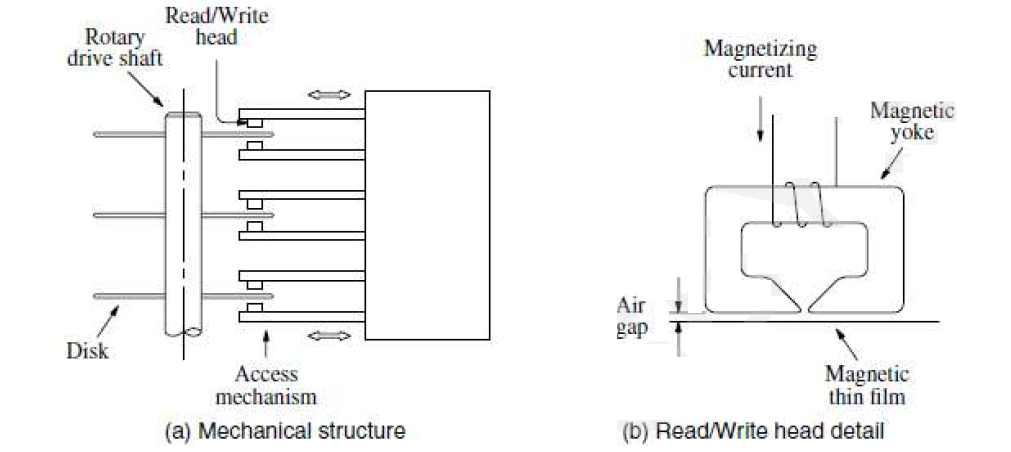 Read/Write
head
Rotary
drive shaft
Disk
Access
mechanism
(a) Mechanical structure
Magnetizing
current
Magnetic
yoke
Air
gap
Magnetic
thin film
(b) Read/Write head detail